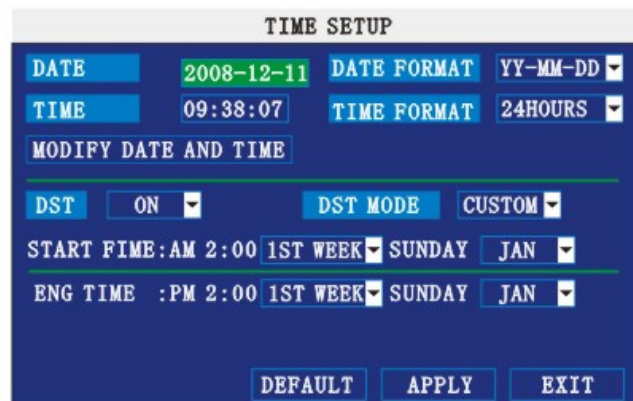 TIME SETUP
DATE 2008-12-11 DATE FORMAT YY-MM-DD
TIME 09:38:07 TIME FORMAT 24HOURS
MODIFY DATE AND TIME
DST ON DST MODE CUSTOM
START FIME:AM 2:00 1ST WEEK SUNDAY JAN
ENG TIME :PM 2:00 1ST WEEK SUNDAY JAN
DEFAULT APPLY EXIT